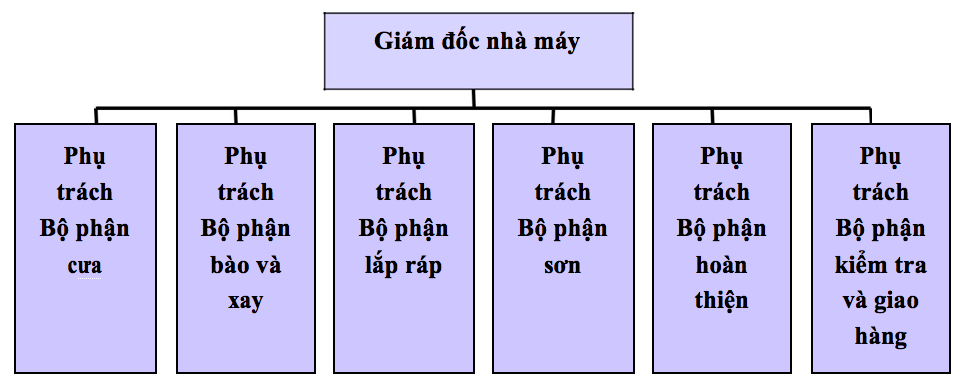 Giám đốc nhà máy
Phụ
trách
Bộ phận
cưa
Phụ
trách
Bộ phận
bào và
xay
Phụ
trách
Bộ phận
lắp ráp
Phụ
trách
Bộ phận
sơn
Phụ
trách
Bộ phận
hoàn
thiện
Phụ
trách
Bộ phận
kiểm tra
và giao
hàng